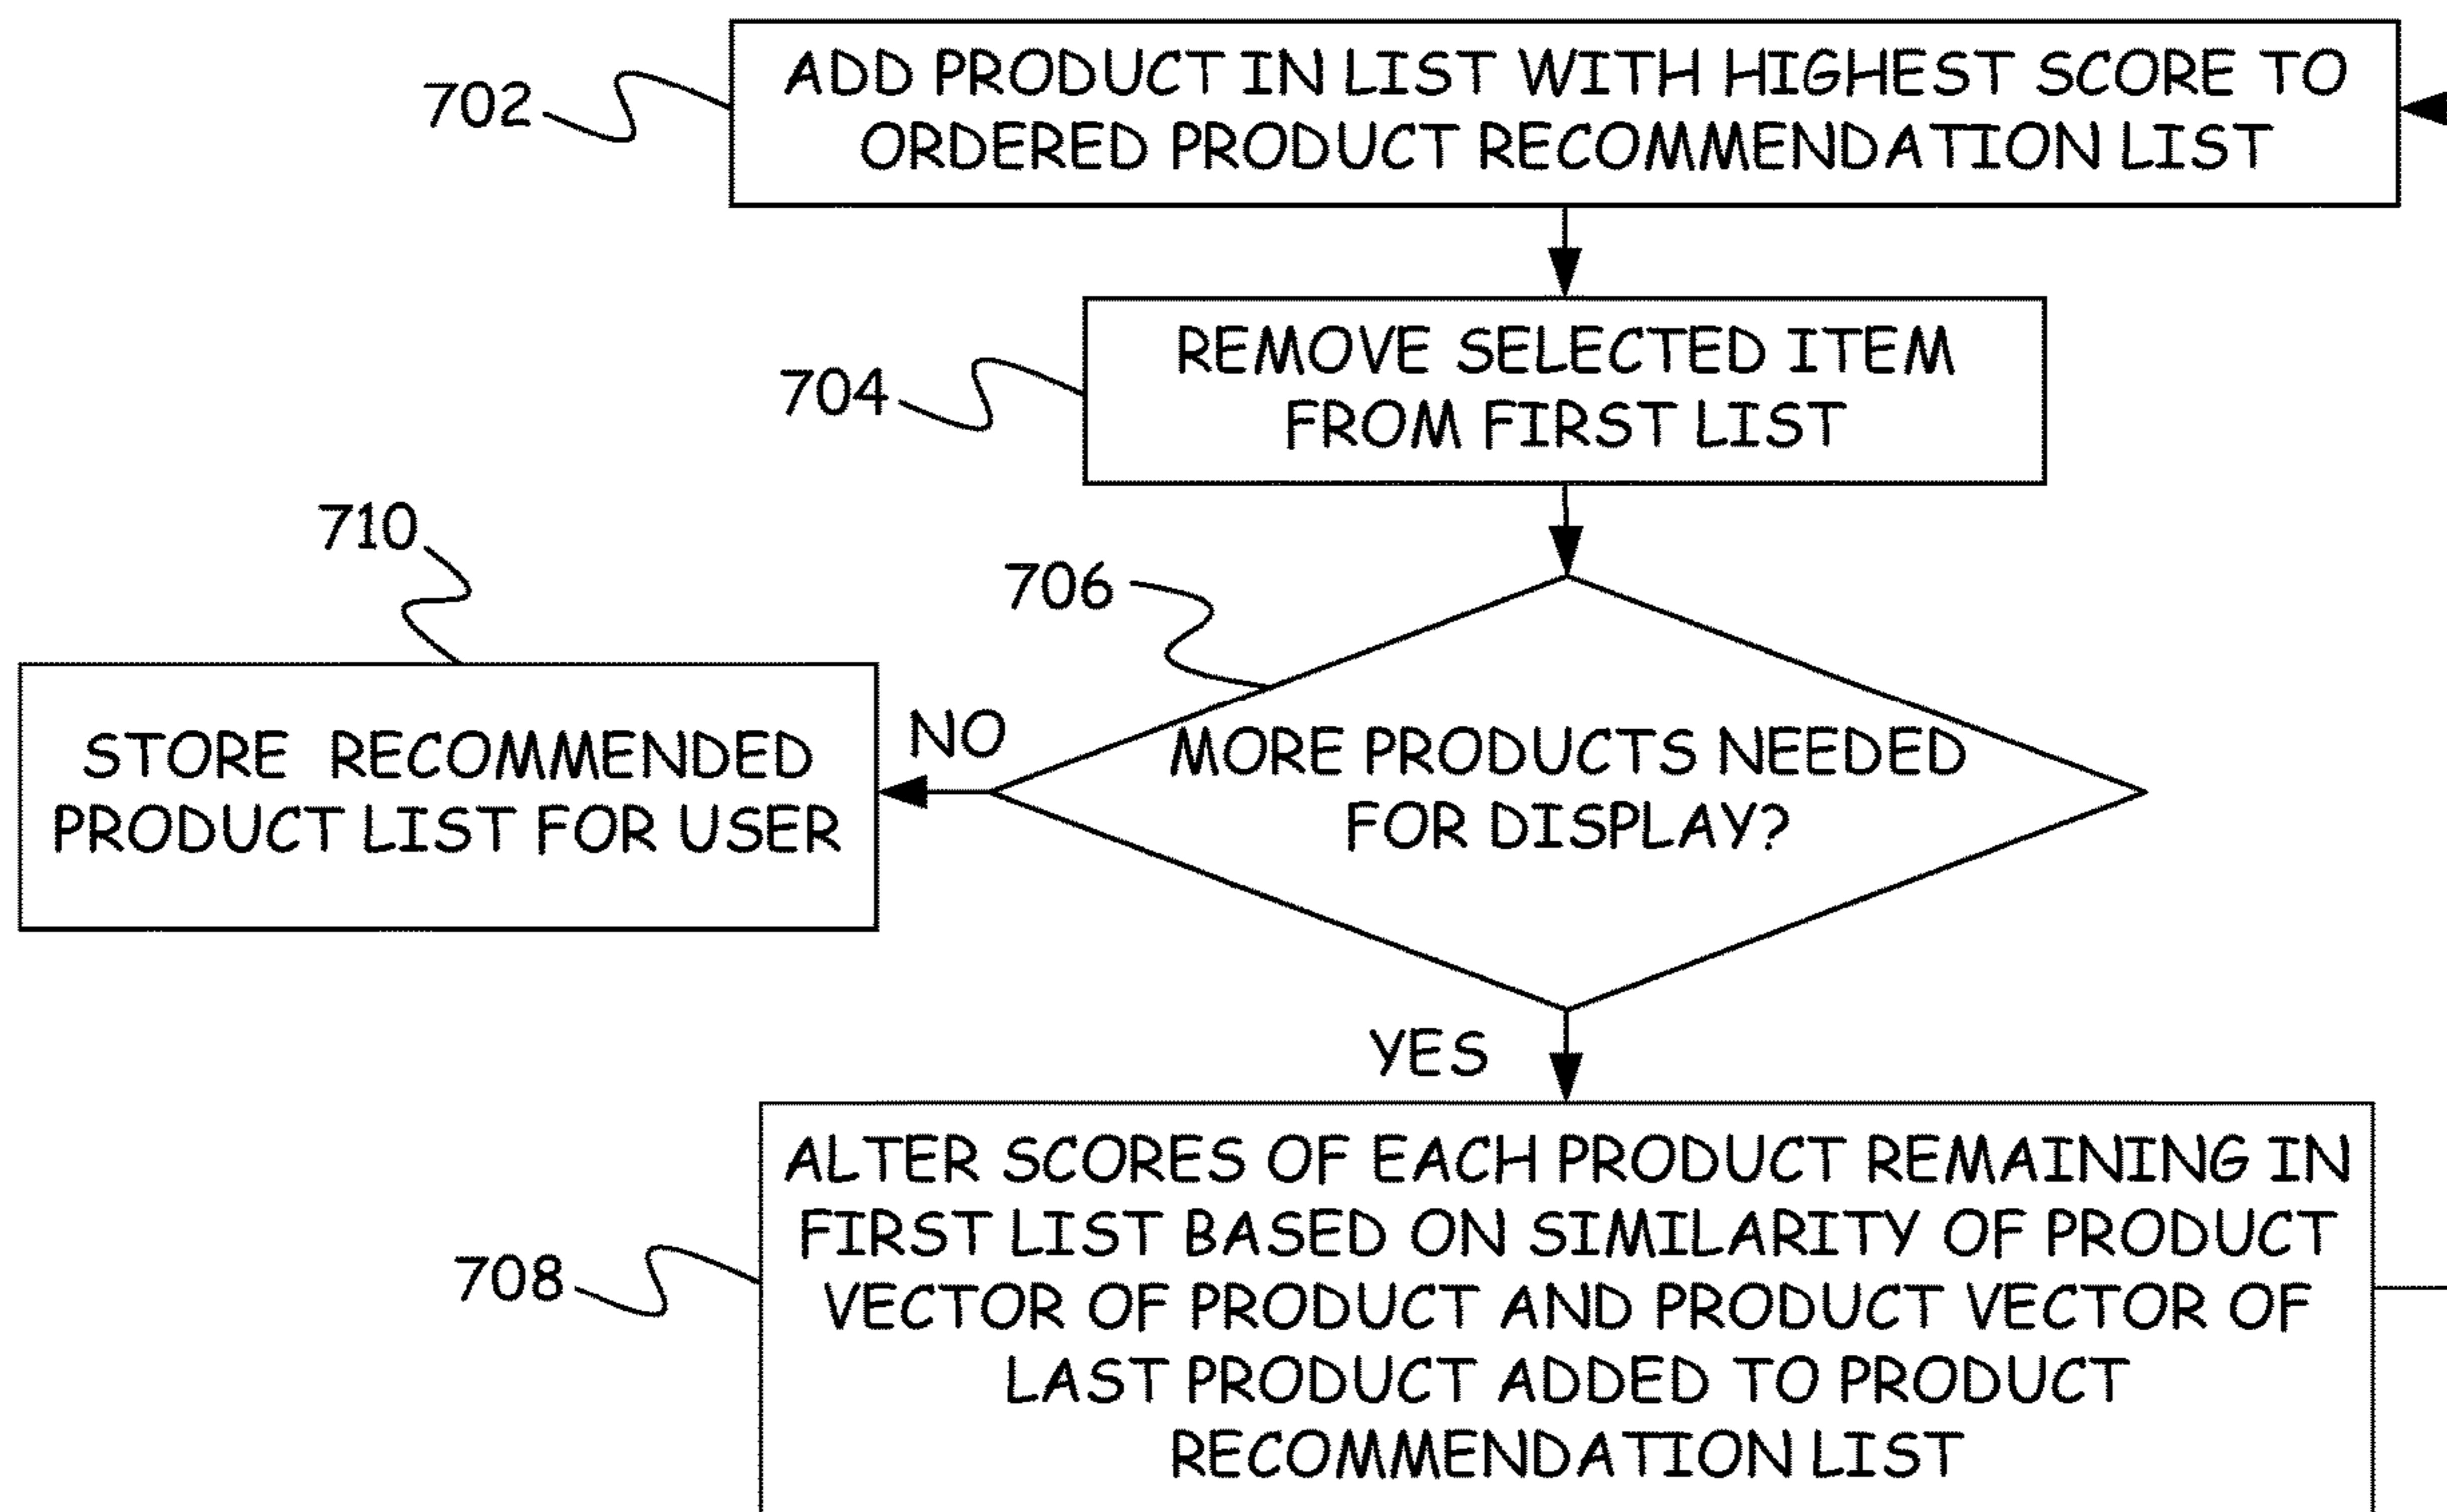 702
ADD PRODUCT IN LIST WITH HIGHEST SCORE TO
ORDERED PRODUCT RECOMMENDATION LIST
704
REMOVE SELECTED ITEM
FROM FIRST LIST
706
MORE PRODUCTS NEEDED
FOR DISPLAY?
NO
710
STORE RECOMMENDED
PRODUCT LIST FOR USER
YES
708
ALTER SCORES OF EACH PRODUCT REMAINING IN
FIRST LIST BASED ON SIMILARITY OF PRODUCT
VECTOR OF PRODUCT AND PRODUCT VECTOR OF
LAST PRODUCT ADDED TO PRODUCT
RECOMMENDATION LIST